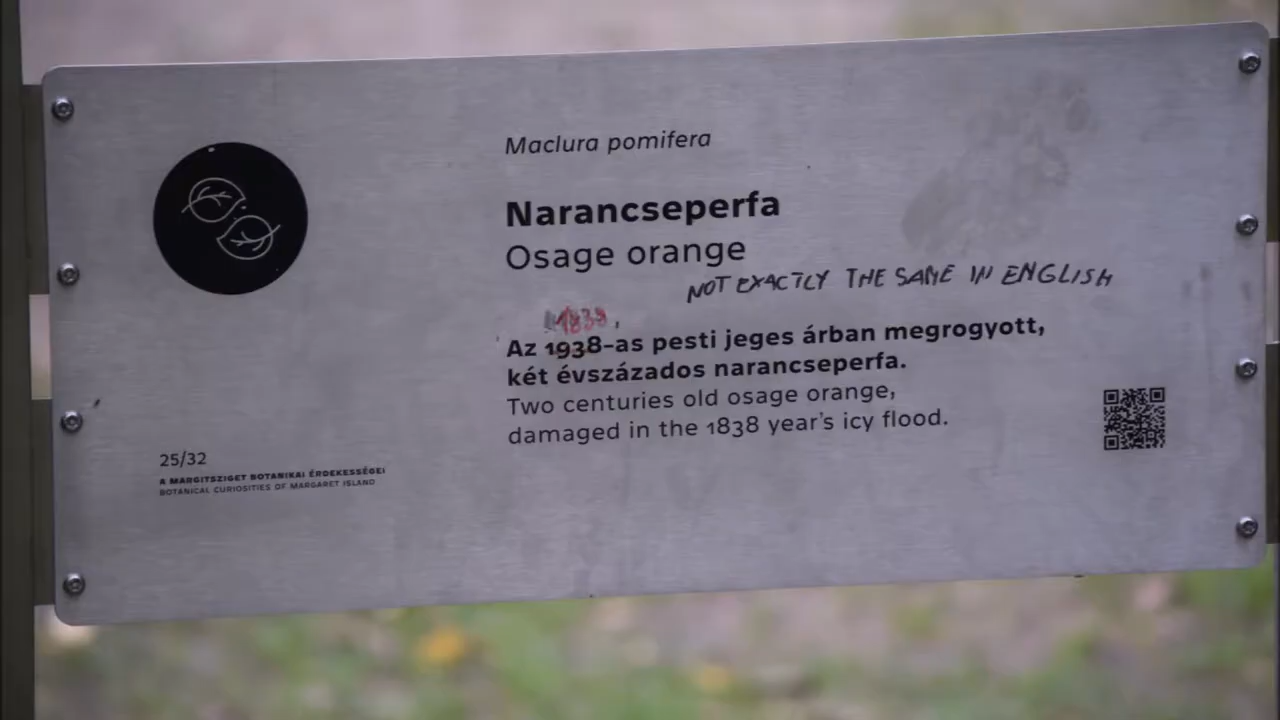 Maclura pomifera
Narancseperfa
Osage orange
NOT EXACTLY THE SAME IN ENGLISH
1838,
Az 1938-as pesti jeges árban megrogyott,
két évszázados narancseperfa.
Two centuries old osage orange,
damaged in the 1838 year's icy flood.
25/32
A MARGITSZIGET BOTANIKAI ÉRDEKESSÉGEI
BOTANICAL CURIOSITIES OF MARGARET ISLAND